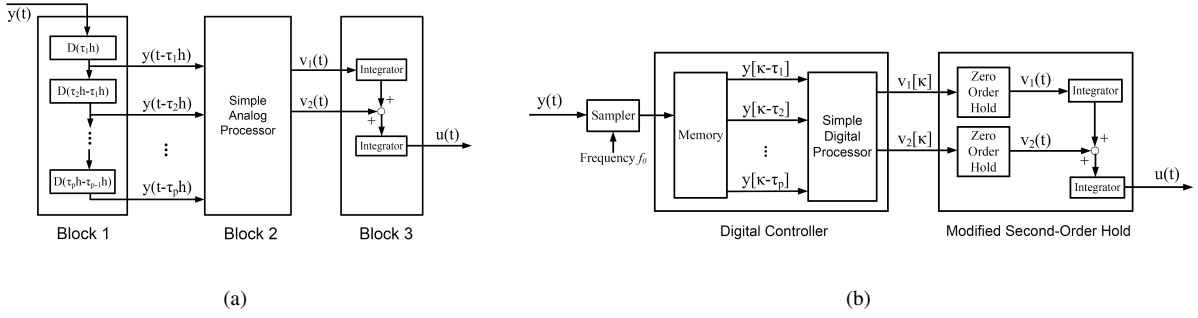 y(t)
D(τ₁h)
y(t-τ₁h)
D(τ₂h-τ₁h)
y(t-τ₂h)
D(τₚh-τₚ₋₁h)
y(t-τₚh)
Block 1
Simple
Analog
Processor
Block 2
v₁(t)
v₂(t)
Integrator
+
+
Integrator
u(t)
Block 3
(a)
y(t)
Sampler
Frequency f₀
Memory
y[κ-τ₁]
y[κ-τ₂]
y[κ-τₚ]
Simple
Digital
Processor
Digital Controller
v₁[κ]
v₂[κ]
Zero
Order
Hold
v₁(t)
Zero
Order
Hold
v₂(t)
Integrator
+
+
Integrator
u(t)
Modified Second-Order Hold
(b)